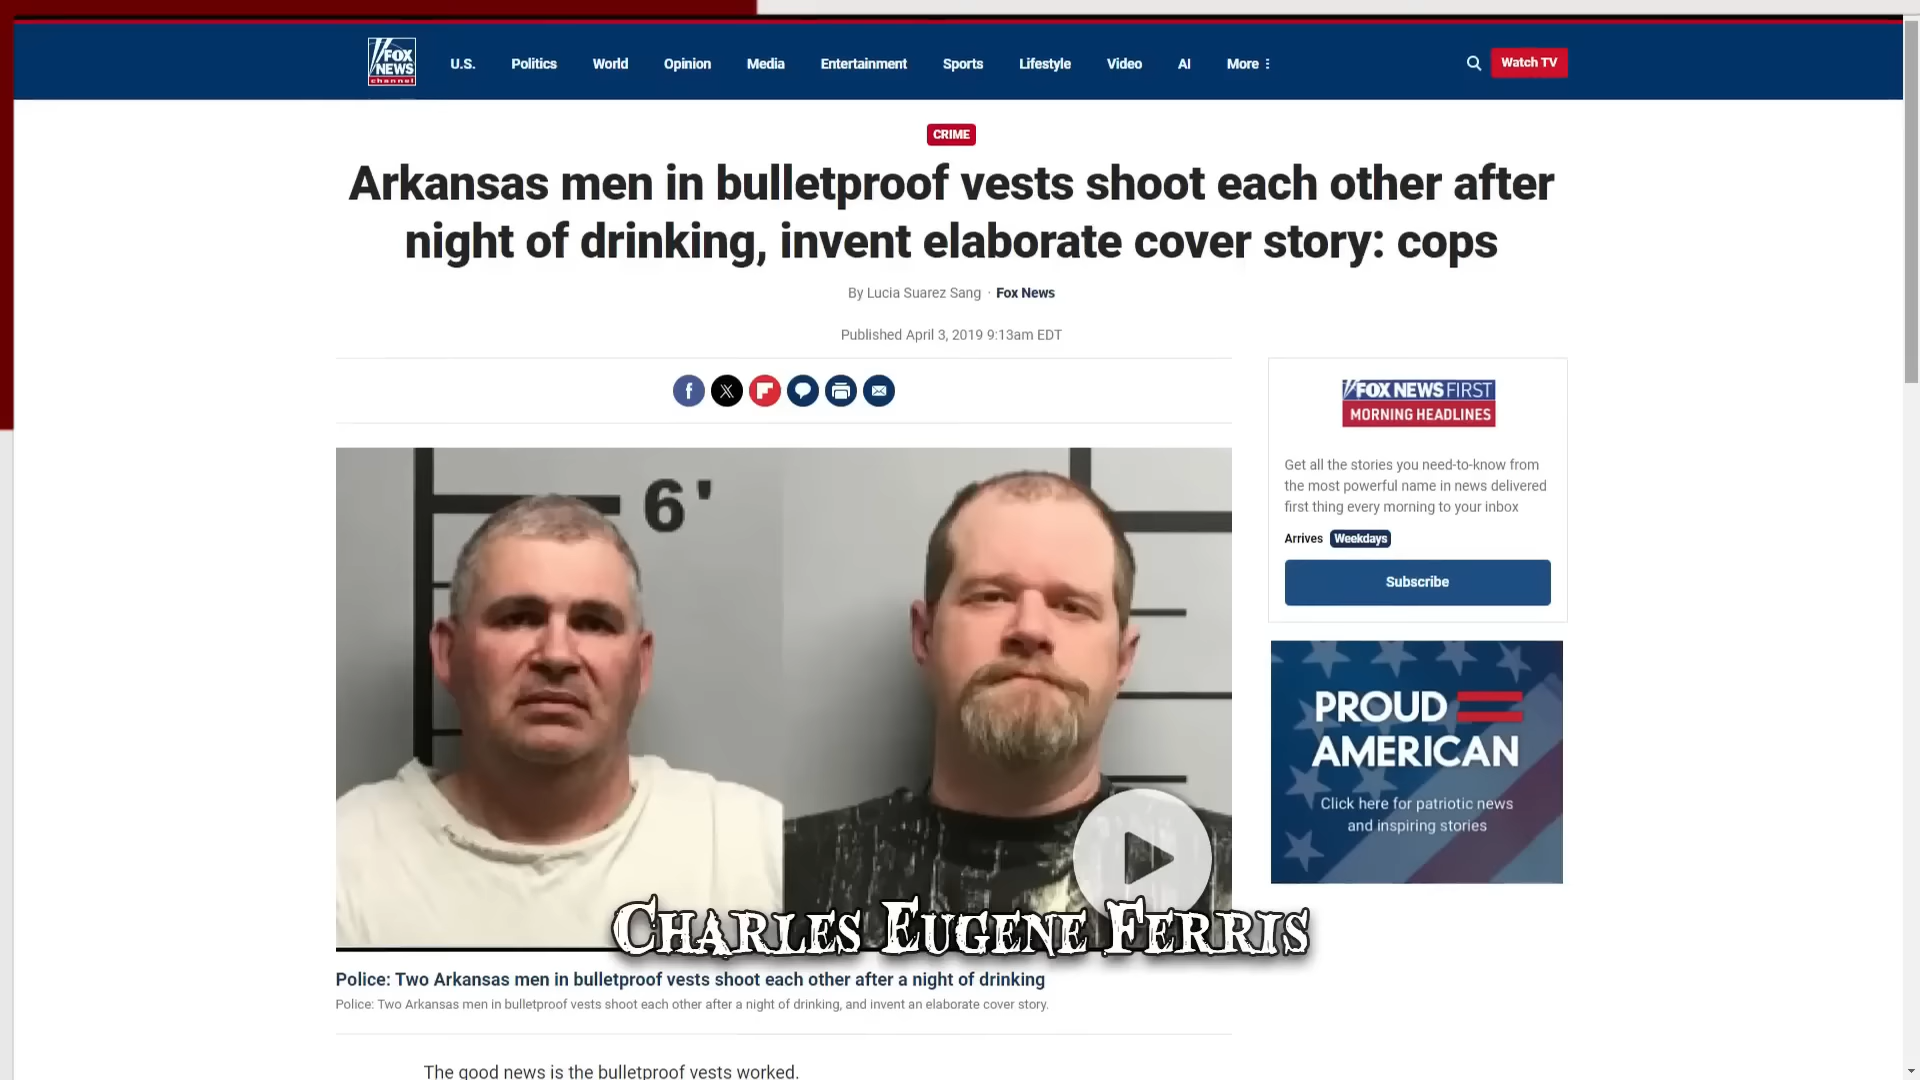 FOX
NEWS
channel
U.S. Politics World Opinion Media Entertainment Sports Lifestyle Video AI More
Watch TV
CRIME
Arkansas men in bulletproof vests shoot each other after
night of drinking, invent elaborate cover story: cops
By Lucia Suarez Sang · Fox News
Published April 3, 2019 9:13am EDT
6'
Charles Eugene Ferris
Police: Two Arkansas men in bulletproof vests shoot each other after a night of drinking
Police: Two Arkansas men in bulletproof vests shoot each other after a night of drinking, and invent an elaborate cover story.
The good news is the bulletproof vests worked.
FOX NEWS FIRST
MORNING HEADLINES
Get all the stories you need-to-know from
the most powerful name in news delivered
first thing every morning to your inbox
Arrives Weekdays
Subscribe
PROUD
AMERICAN
Click here for patriotic news
and inspiring stories